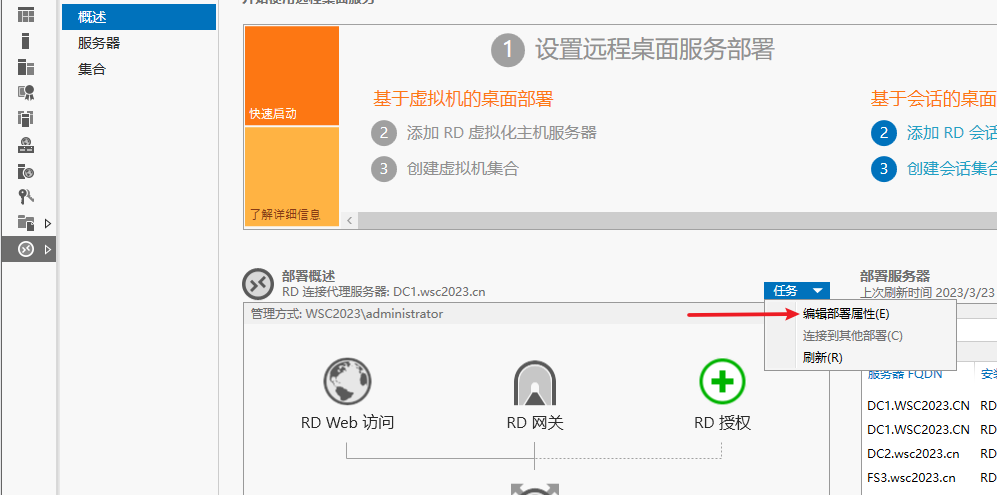 概述
服务器
集合
1 设置远程桌面服务部署
快速启动
基于虚拟机的桌面部署
基于会话的桌面
2 添加 RD 虚拟化主机服务器
2 添加 RD 会话
3 创建虚拟机集合
3 创建会话集合
了解详细信息
部署概述
RD 连接代理服务器: DC1.wsc2023.cn
任务
管理方式: WSC2023\administrator
编辑部署属性(E)
连接到其他部署(C)
刷新(R)
RD Web 访问
RD 网关
RD 授权
部署服务器
上次刷新时间 2023/3/23
服务器 FQDN
DC1.WSC2023.CN RD
DC1.WSC2023.CN RD
DC2.wsc2023.cn RD
FS3.wsc2023.cn RD